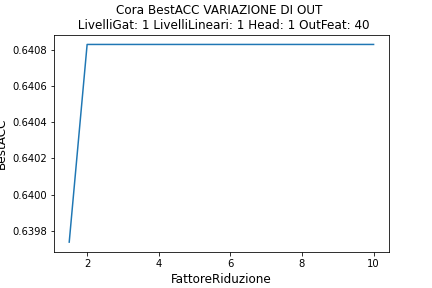 Cora BestACC VARIAZIONE DI OUT
LivelliGat: 1 LivelliLineari: 1 Head: 1 OutFeat: 40
0.6408
0.6406
0.6404
0.6402
0.6400
0.6398
BestACC
2 4 6 8 10
FattoreRiduzione